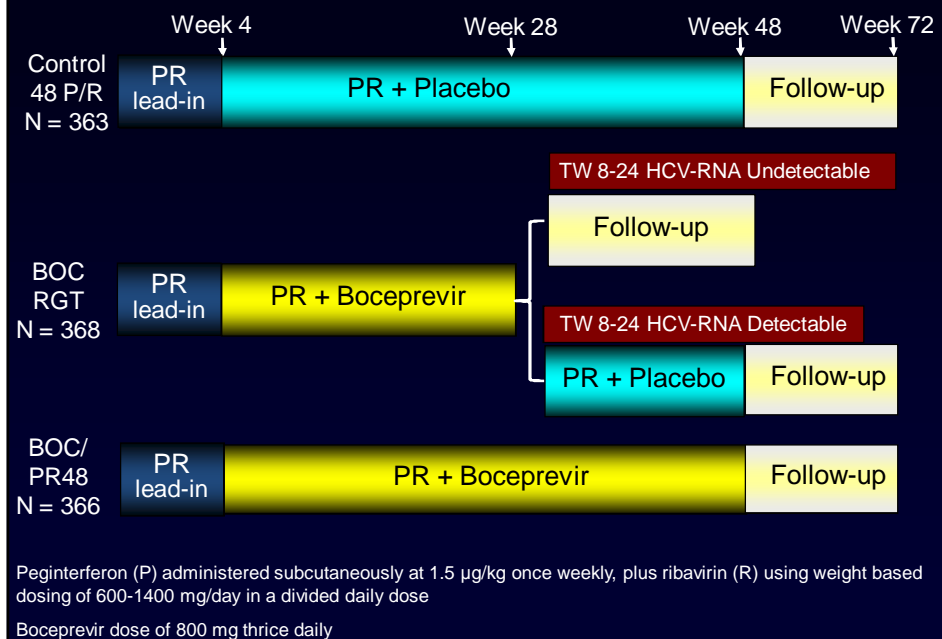 Week 4
Week 28
Week 48
Week 72
Control
48 P/R
N = 363
PR
lead-in
PR + Placebo
Follow-up
TW 8-24 HCV-RNA Undetectable
Follow-up
BOC
RGT
N = 368
PR
lead-in
PR + Boceprevir
TW 8-24 HCV-RNA Detectable
PR + Placebo
Follow-up
BOC/
PR48
N = 366
PR
lead-in
PR + Boceprevir
Follow-up
Peginterferon (P) administered subcutaneously at 1.5 µg/kg once weekly, plus ribavirin (R) using weight based
dosing of 600-1400 mg/day in a divided daily dose
Boceprevir dose of 800 mg thrice daily